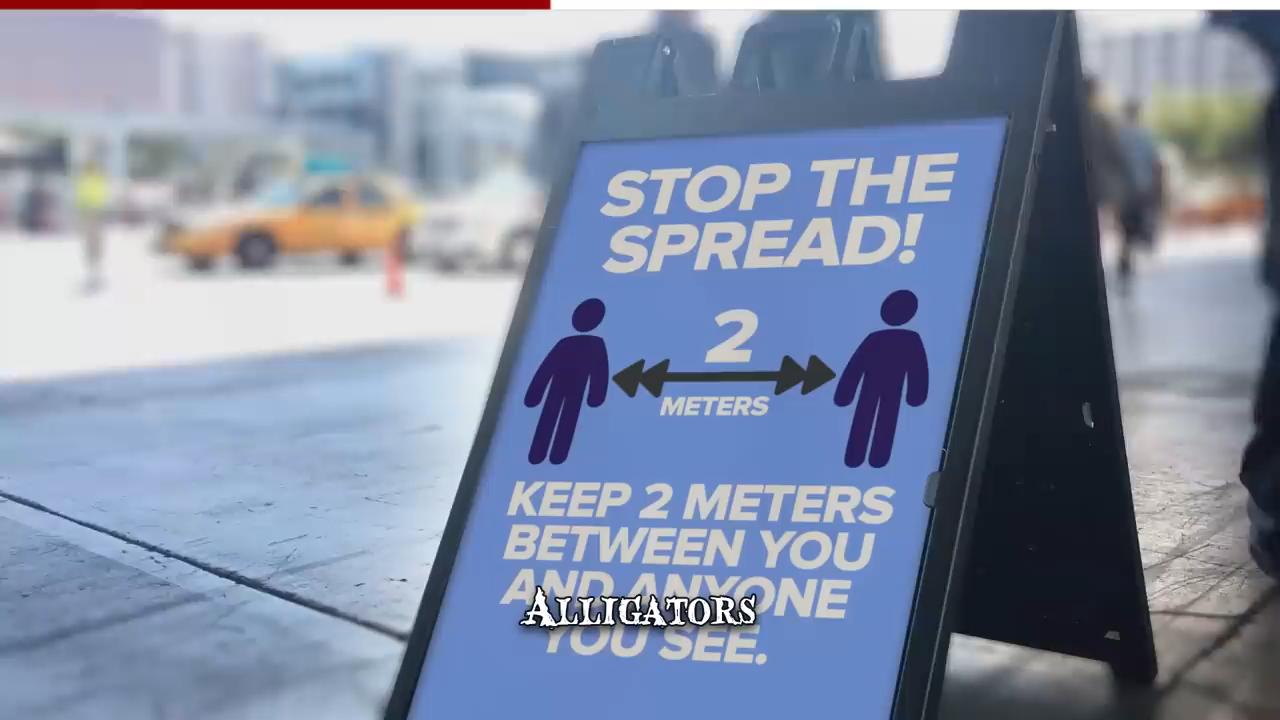 STOP THE
SPREAD!
2
METERS
KEEP 2 METERS
BETWEEN YOU
AND ANYONE
Alligators
YOU SEE.